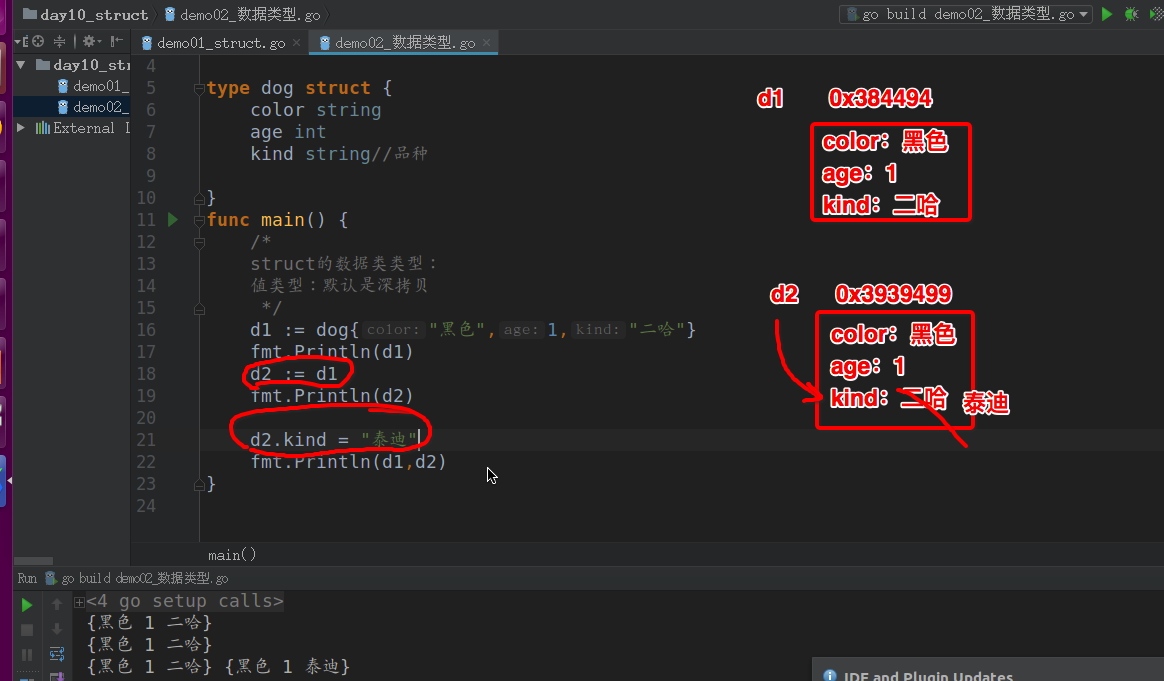 day10_struct demo02_数据类型.go
go build demo02_数据类型.go
demo01_struct.go demo02_数据类型.go
day10_str
demo01_
demo02_
External
4
5 type dog struct {
6 color string
7 age int
8 kind string//品种
9
10 }
11 func main() {
12 /*
13 struct的数据类类型：
14 值类型：默认是深拷贝
15 */
16 d1 := dog{color: "黑色",age: 1,kind: "二哈"}
17 fmt.Println(d1)
18 d2 := d1
19 fmt.Println(d2)
20
21 d2.kind = "泰迪"
22 fmt.Println(d1,d2)
23 }
24
main()
d1 0x384494
color：黑色
age：1
kind：二哈
d2 0x3939499
color：黑色
age：1
kind：二哈 泰迪
Run go build demo02_数据类型.go
<4 go setup calls>
{黑色 1 二哈}
{黑色 1 二哈}
{黑色 1 二哈} {黑色 1 泰迪}
IDE and Plugin Updates